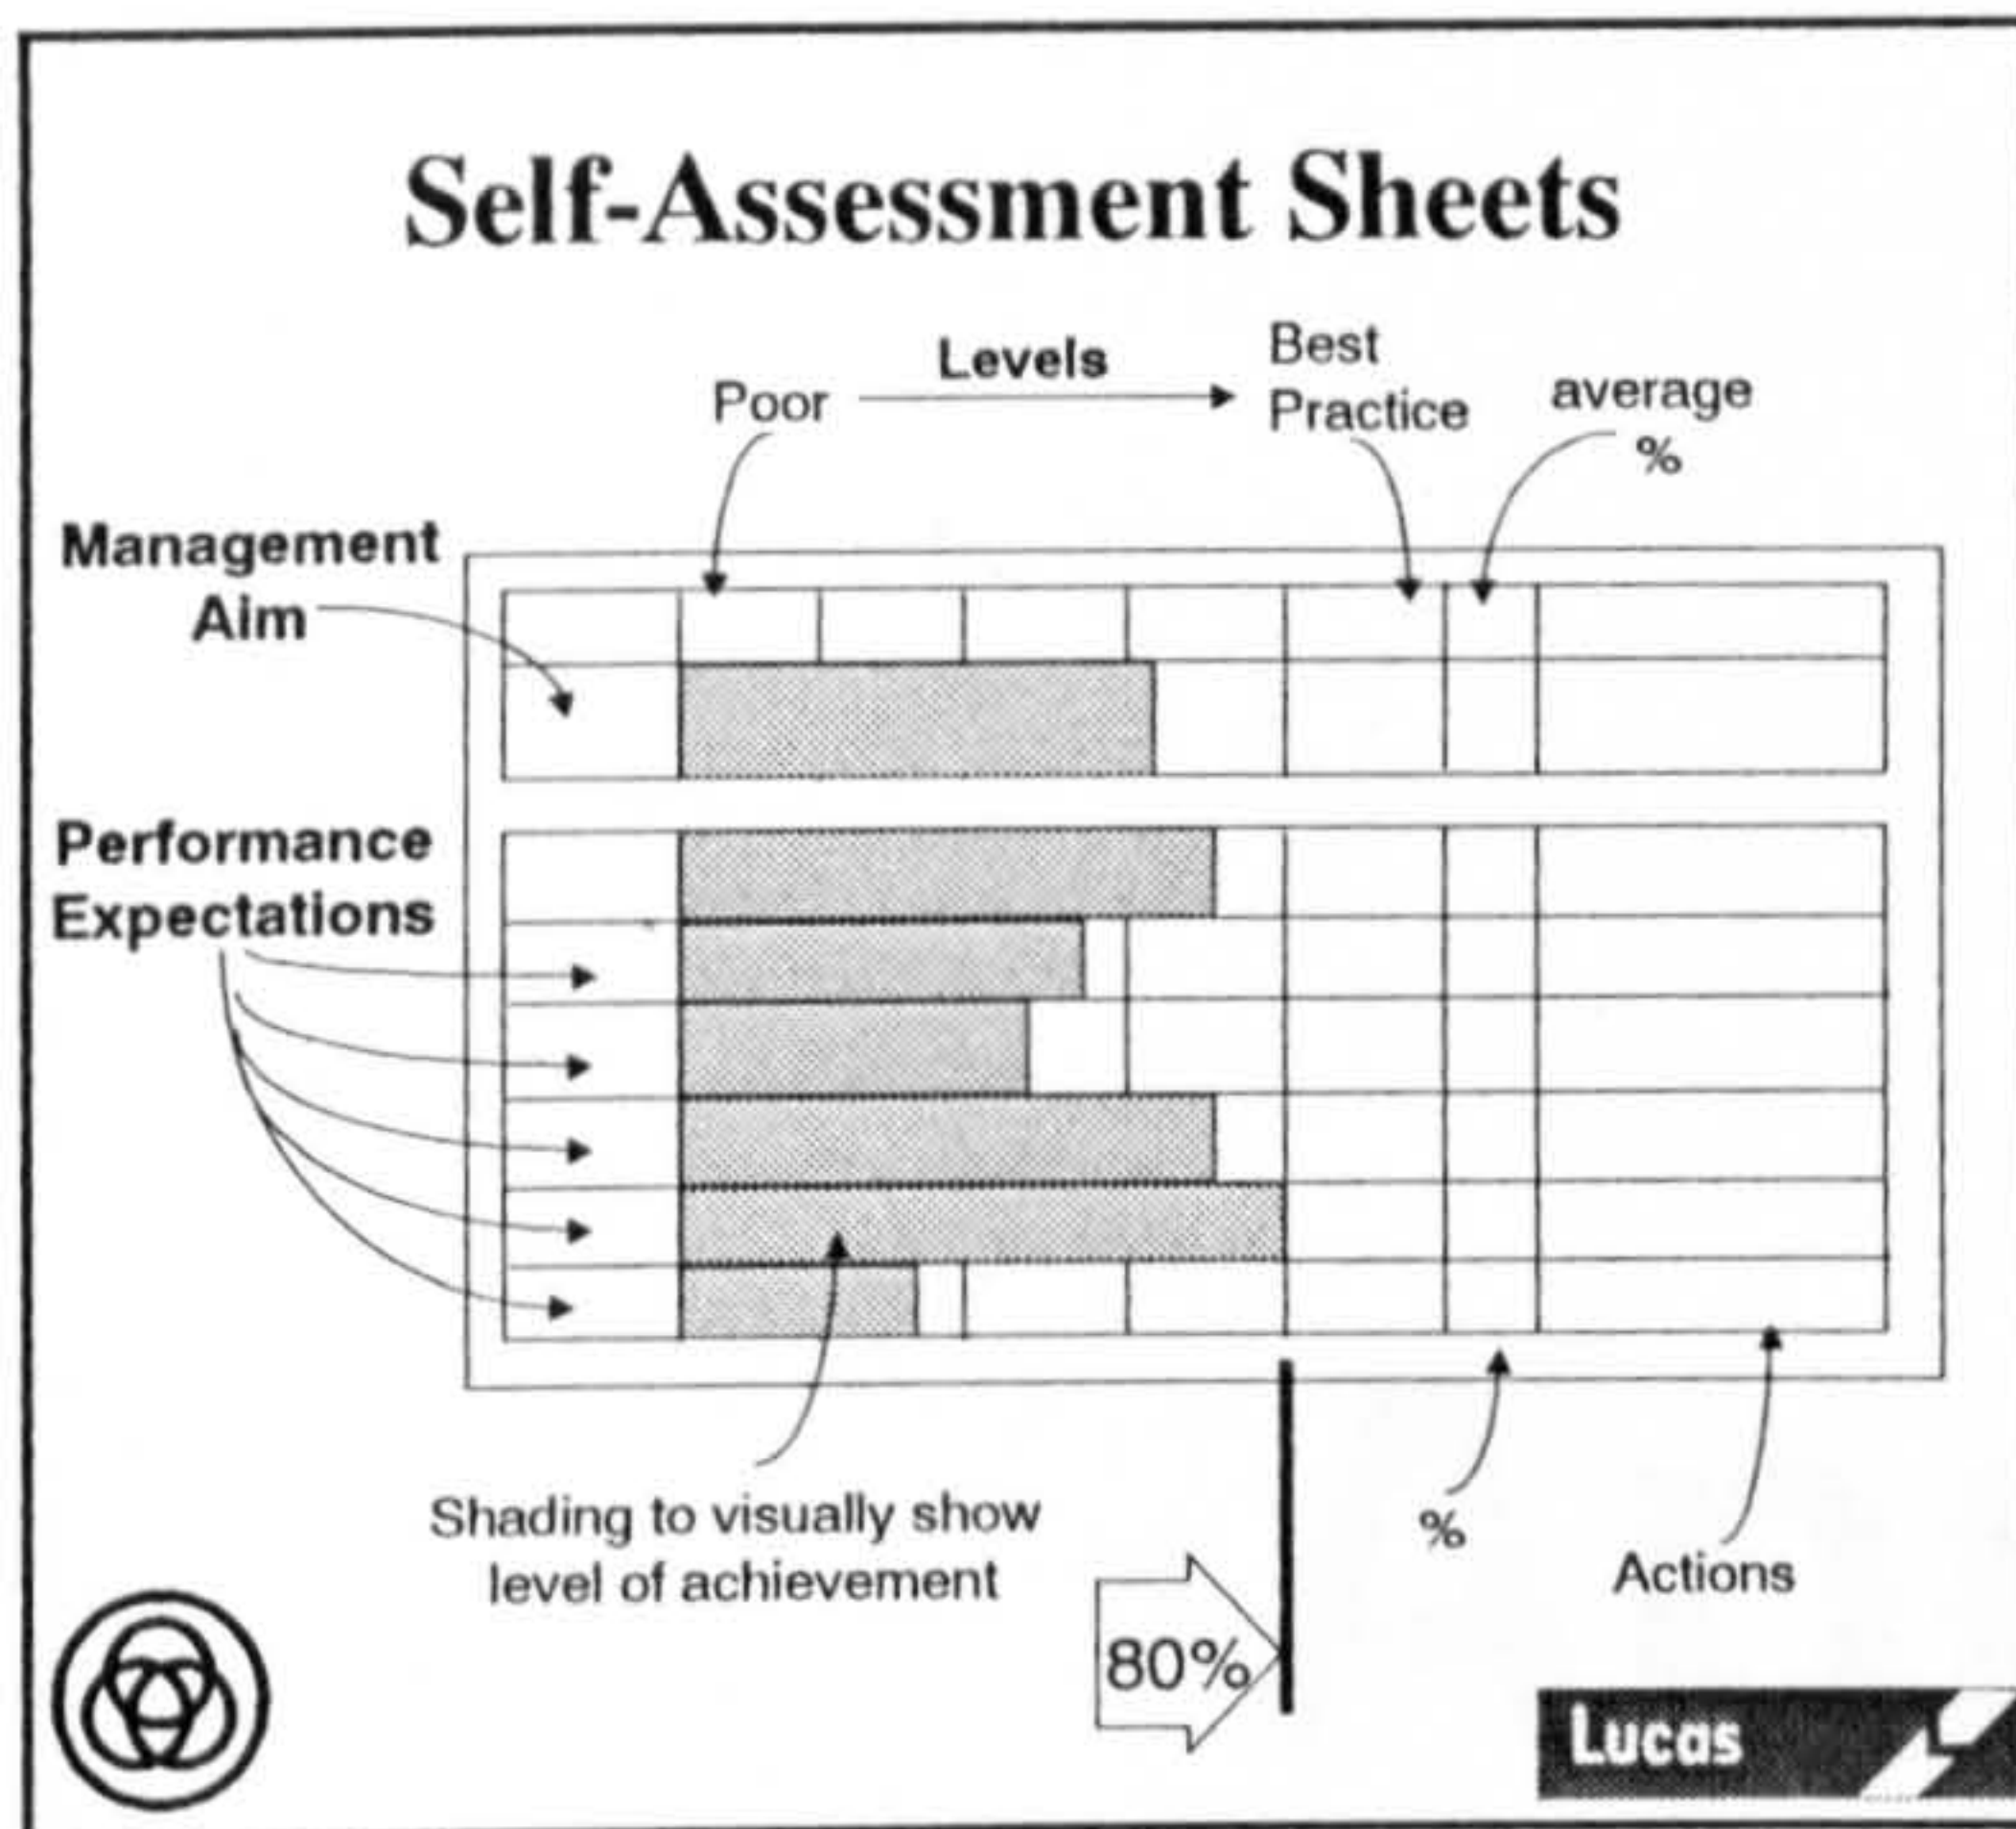 Self-Assessment Sheets
Levels
Poor
Best
Practice
average
%
Management
Aim
Performance
Expectations
Shading to visually show
level of achievement
80%
%
Actions
Lucas